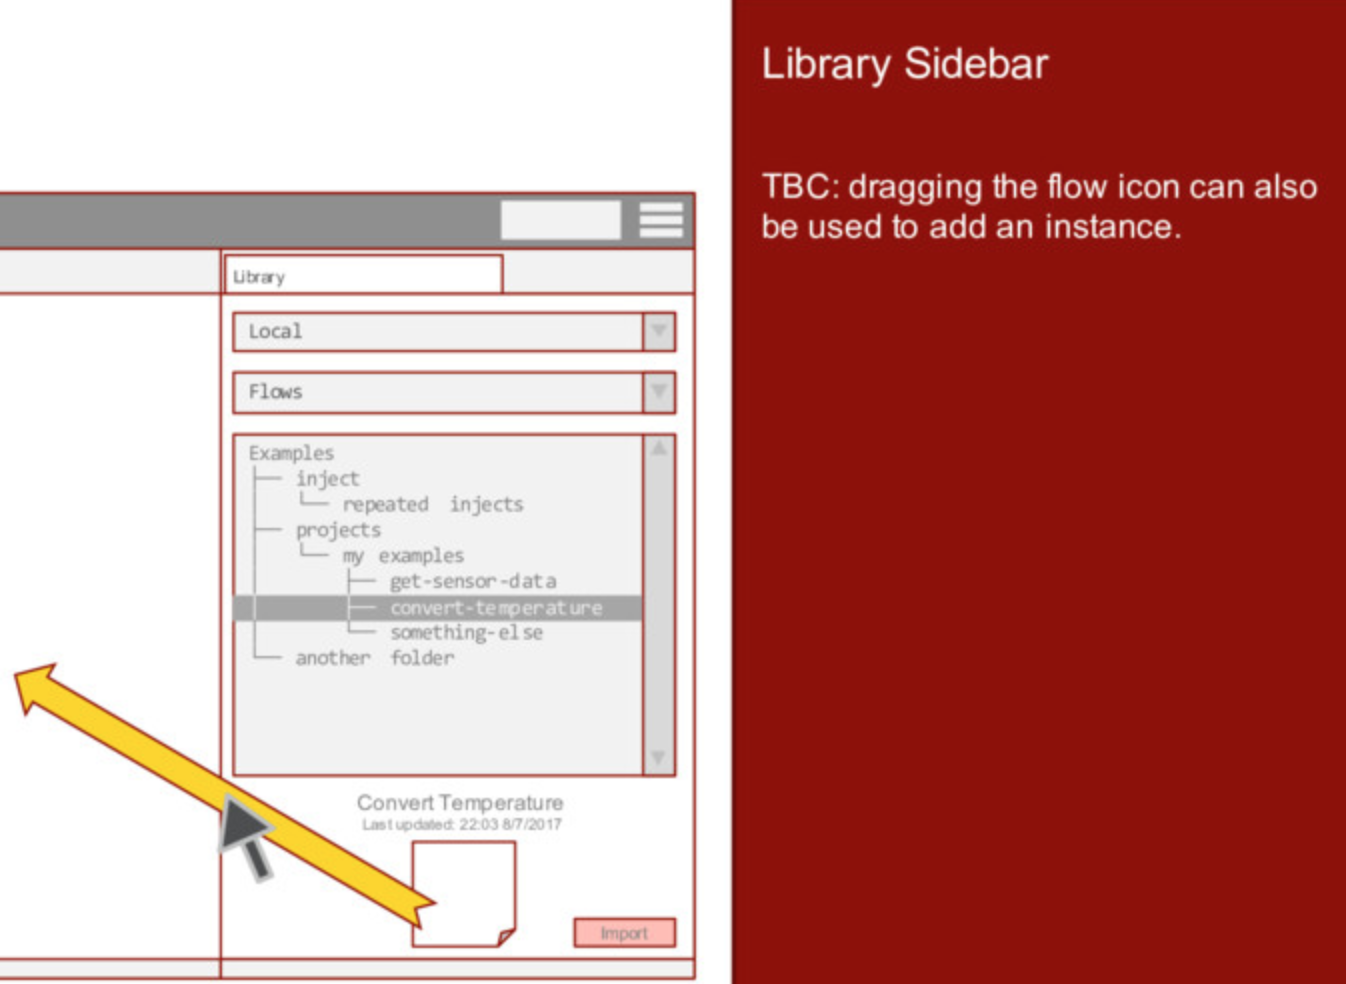 Library Sidebar
TBC: dragging the flow icon can also
be used to add an instance.
Library
Local
Flows
Examples
inject
repeated injects
projects
my examples
get-sensor-data
convert-temperature
something-else
another folder
Convert Temperature
Last updated: 22:03 8/7/2017
Import